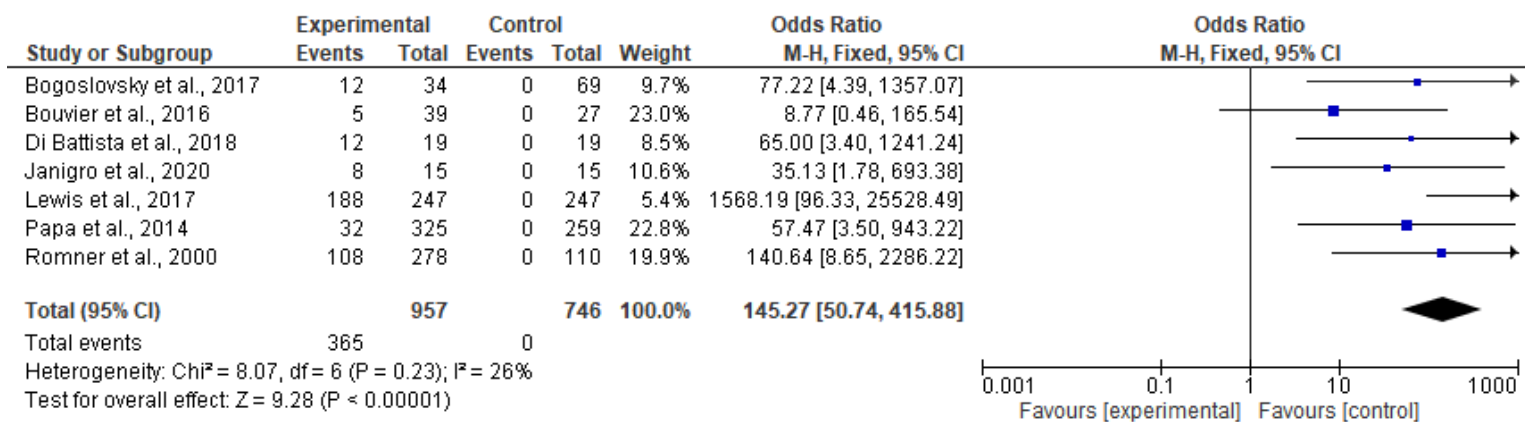 Experimental Control Odds Ratio Odds Ratio
Study or Subgroup Events Total Events Total Weight M-H, Fixed, 95% CI M-H, Fixed, 95% CI
Bogoslovsky et al., 2017 12 34 0 69 9.7% 77.22 [4.39, 1357.07]
Bouvier et al., 2016 5 39 0 27 23.0% 8.77 [0.46, 165.54]
Di Battista et al., 2018 12 19 0 19 8.5% 65.00 [3.40, 1241.24]
Janigro et al., 2020 8 15 0 15 10.6% 35.13 [1.78, 693.38]
Lewis et al., 2017 188 247 0 247 5.4% 1568.19 [96.33, 25528.49]
Papa et al., 2014 32 325 0 259 22.8% 57.47 [3.50, 943.22]
Romner et al., 2000 108 278 0 110 19.9% 140.64 [8.65, 2286.22]
Total (95% CI) 957 746 100.0% 145.27 [50.74, 415.88]
Total events 365 0
Heterogeneity: Chi² = 8.07, df = 6 (P = 0.23); I² = 26%
Test for overall effect: Z = 9.28 (P < 0.00001)
0.001 0.1 1 10 1000
Favours [experimental] Favours [control]